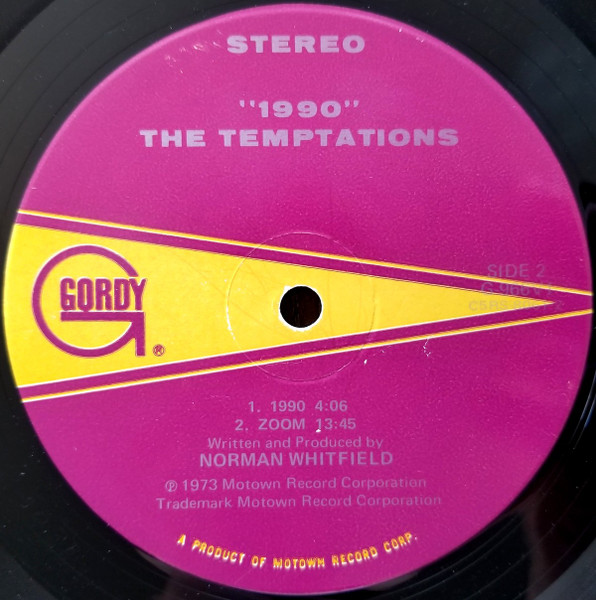 STEREO
"1990"
THE TEMPTATIONS
GORDY
®
SIDE 2
1. 1990 4:06
2. ZOOM 13:45
Written and Produced by
NORMAN WHITFIELD
℗ 1973 Motown Record Corporation
Trademark Motown Record Corporation
A PRODUCT OF MOTOWN RECORD CORP.